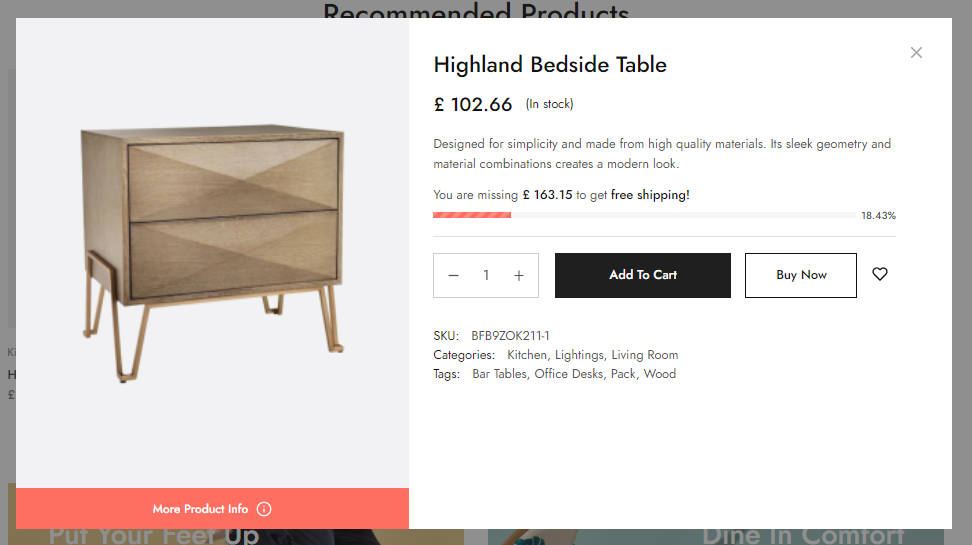 Recommended Products
Highland Bedside Table
£ 102.66 (In stock)
Designed for simplicity and made from high quality materials. Its sleek geometry and
material combinations creates a modern look.
You are missing £ 163.15 to get free shipping!
18.43%
1
Add To Cart
Buy Now
SKU: BFB9ZOK211-1
Categories: Kitchen, Lightings, Living Room
Tags: Bar Tables, Office Desks, Pack, Wood
Ki
H
£
More Product Info
Put Your Feet Up
Dine In Comfort